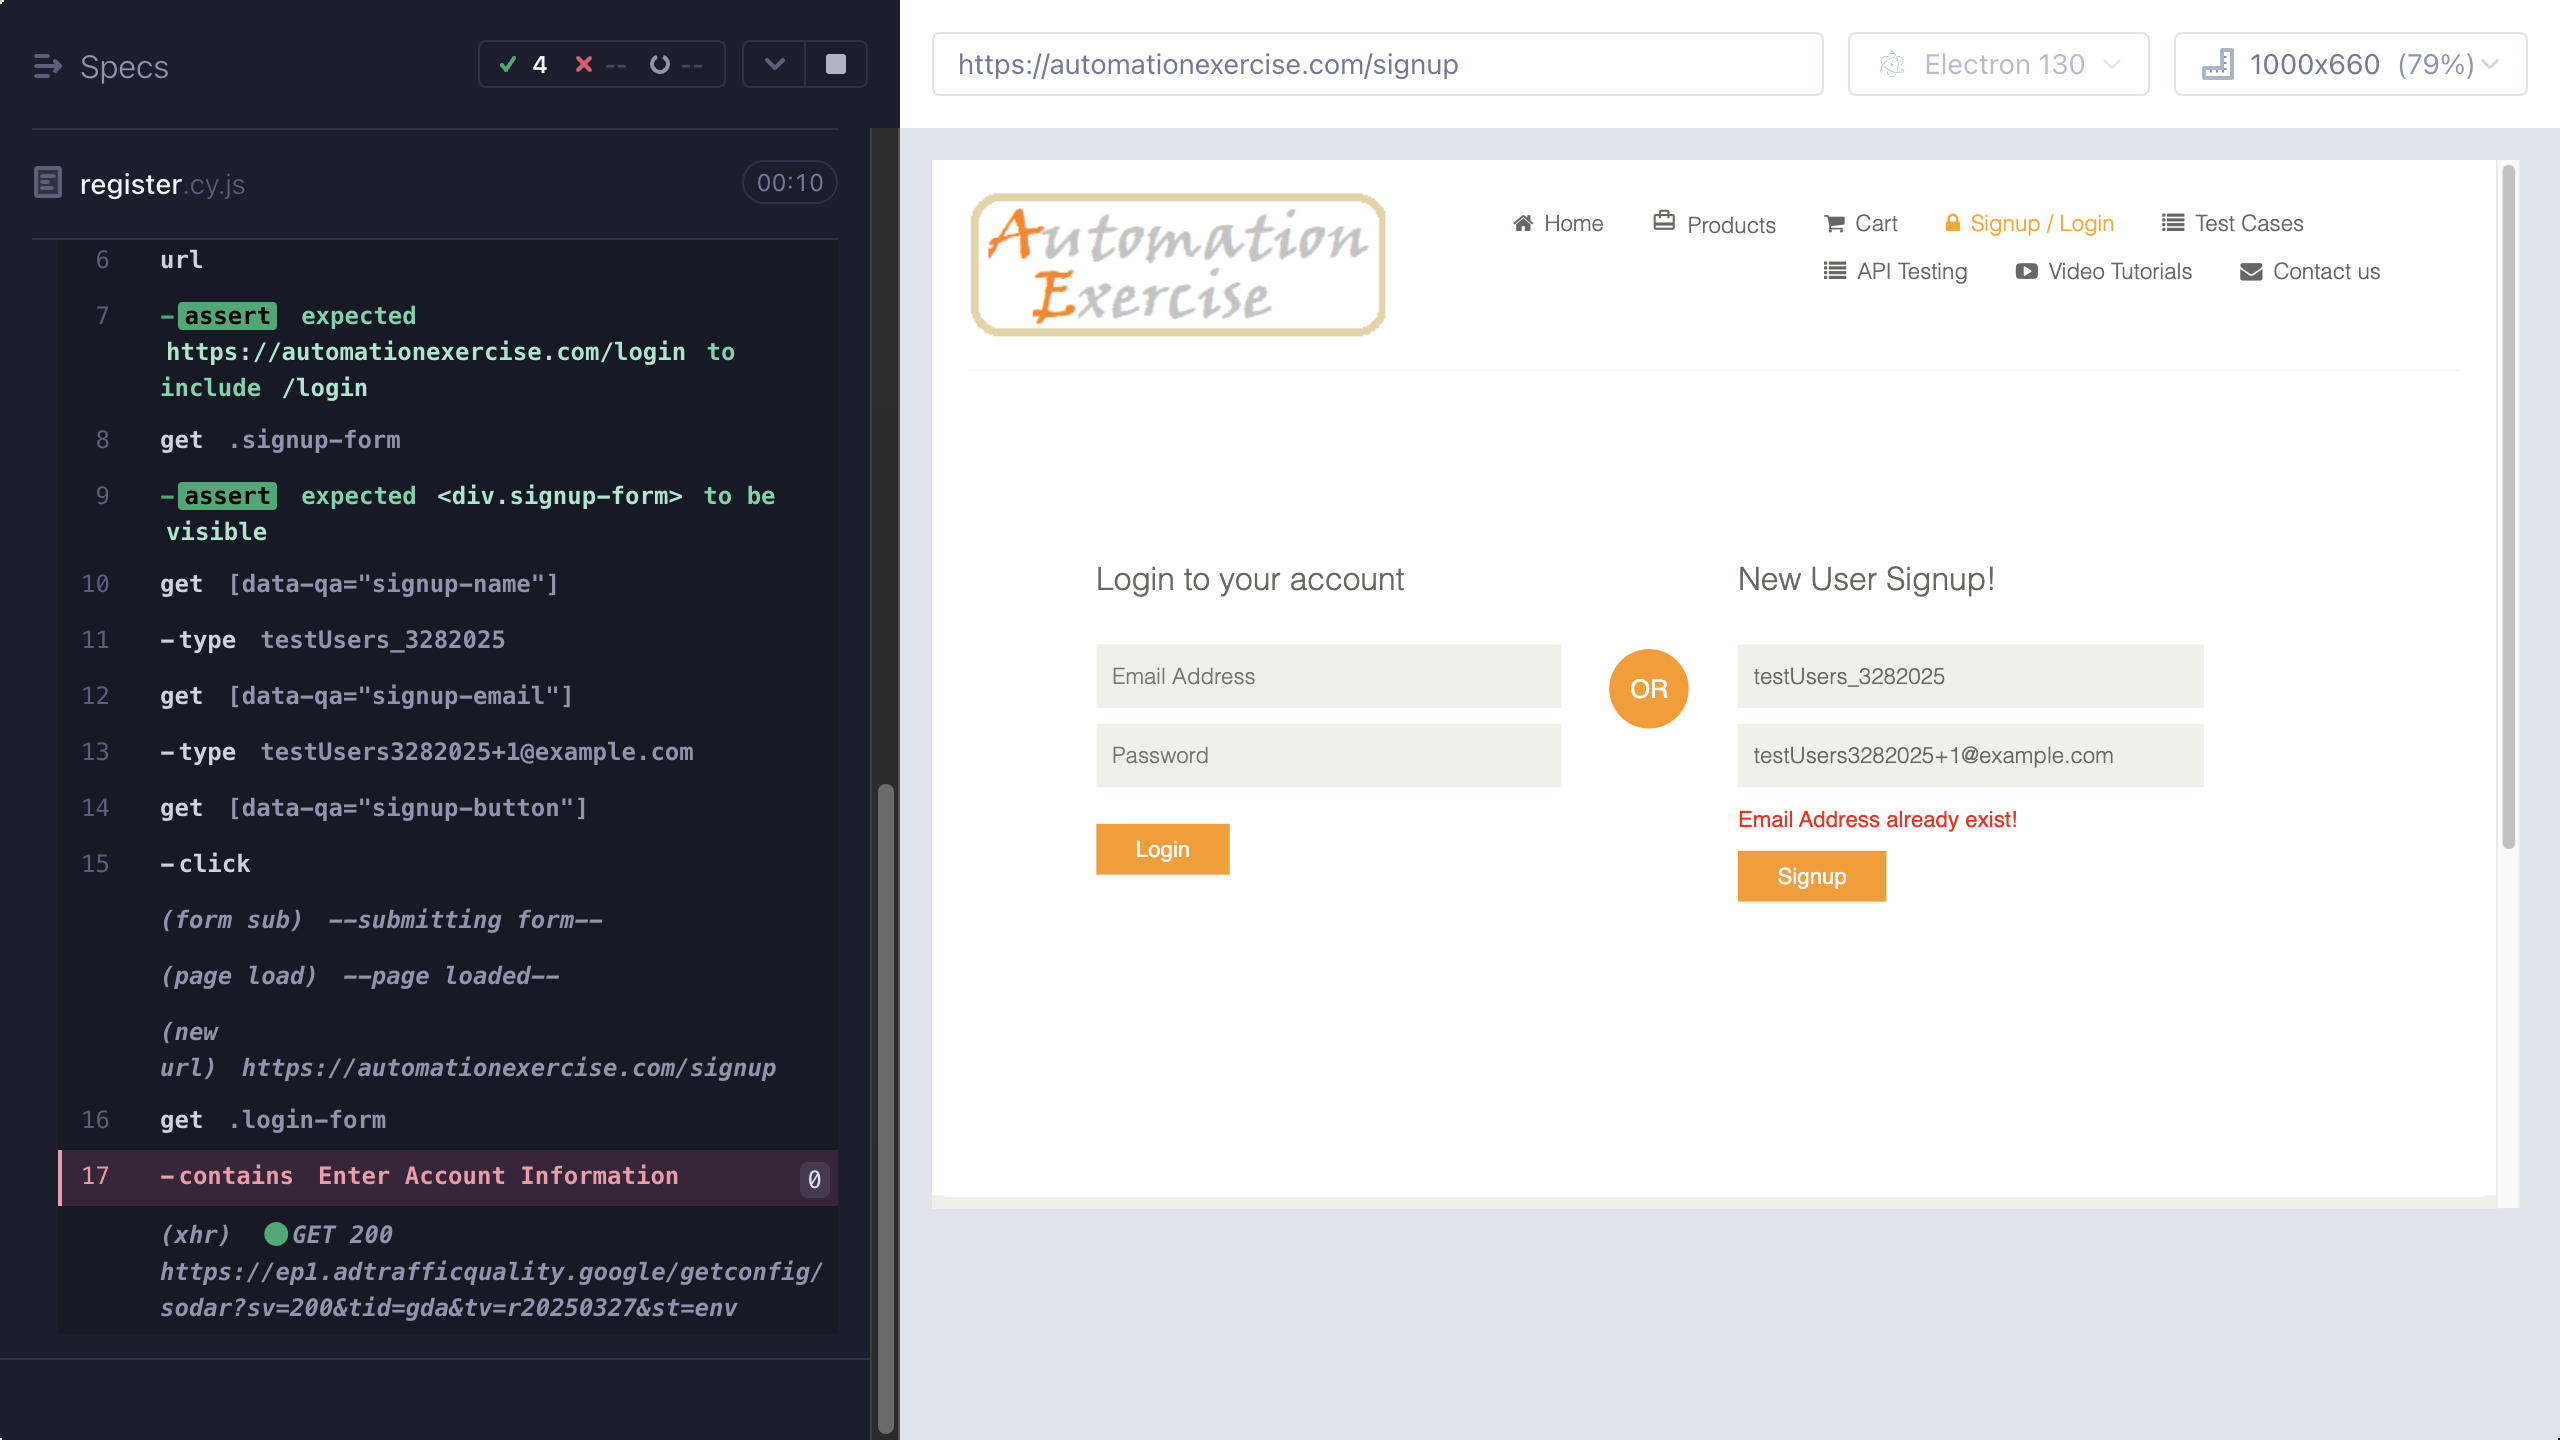 Specs
4 -- --
register.cy.js 00:10
6 url
7 -assert expected
https://automationexercise.com/login to
include /login
8 get .signup-form
9 -assert expected <div.signup-form> to be
visible
10 get [data-qa="signup-name"]
11 -type testUsers_3282025
12 get [data-qa="signup-email"]
13 -type testUsers3282025+1@example.com
14 get [data-qa="signup-button"]
15 -click
(form sub) --submitting form--
(page load) --page loaded--
(new
url) https://automationexercise.com/signup
16 get .login-form
17 -contains Enter Account Information 0
(xhr) GET 200
https://ep1.adtrafficquality.google/getconfig/
sodar?sv=200&tid=gda&tv=r20250327&st=env
https://automationexercise.com/signup
Electron 130
1000x660 (79%)
Automation
Exercise
Home Products Cart Signup / Login Test Cases
API Testing Video Tutorials Contact us
Login to your account
Email Address
Password
Login
OR
New User Signup!
testUsers_3282025
testUsers3282025+1@example.com
Email Address already exist!
Signup